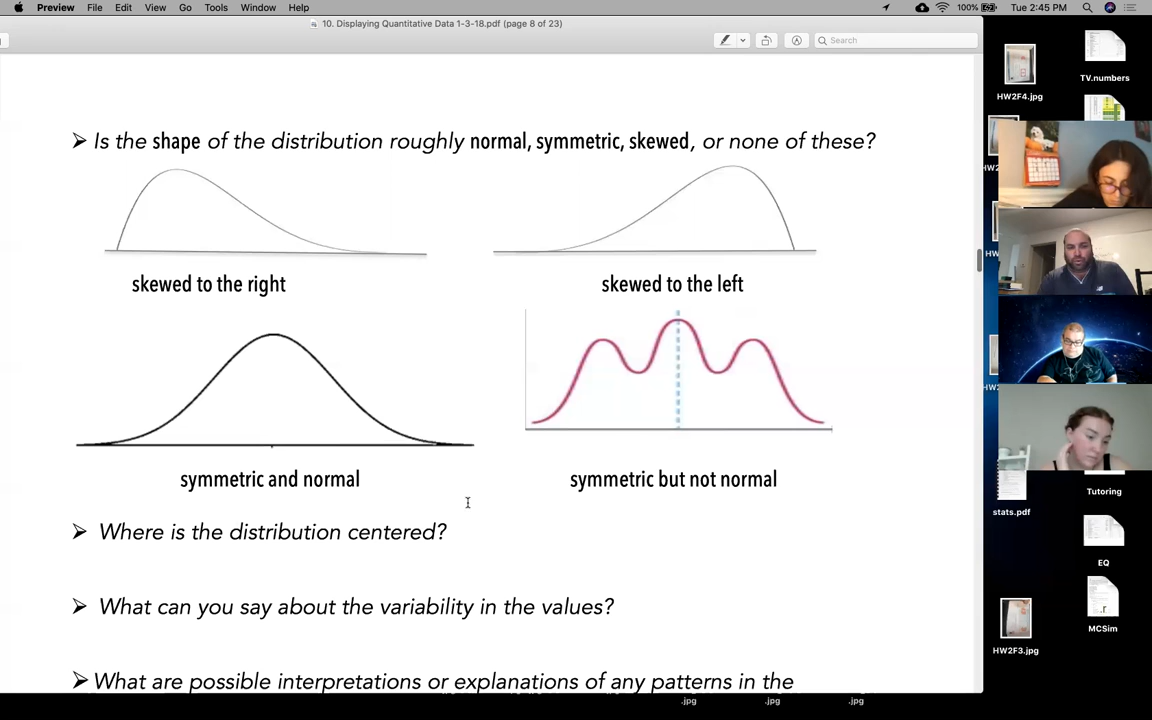 Preview File Edit View Go Tools Window Help
100% Tue 2:45 PM
10. Displaying Quantitative Data 1-3-18.pdf (page 8 of 23)
Search
➢ Is the shape of the distribution roughly normal, symmetric, skewed, or none of these?
skewed to the right
skewed to the left
symmetric and normal
symmetric but not normal
➢ Where is the distribution centered?
➢ What can you say about the variability in the values?
➢ What are possible interpretations or explanations of any patterns in the
HW2F4.jpg
TV.numbers
Tutoring
stats.pdf
EQ
MCSim
HW2F3.jpg
.jpg
.jpg
.jpg